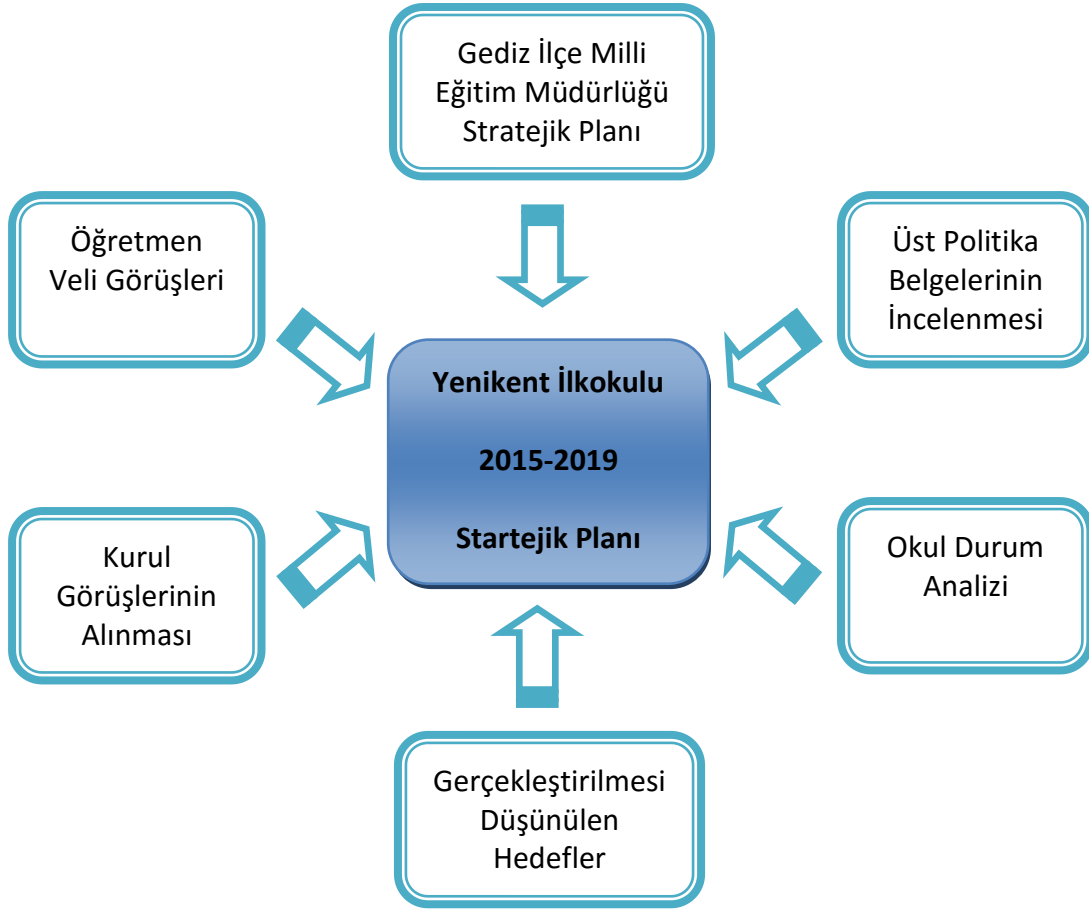 Gediz İlçe Milli
Eğitim Müdürlüğü
Stratejik Planı
Öğretmen
Veli Görüşleri
Üst Politika
Belgelerinin
İncelenmesi
Yenikent İlkokulu
2015-2019
Startejik Planı
Kurul
Görüşlerinin
Alınması
Okul Durum
Analizi
Gerçekleştirilmesi
Düşünülen
Hedefler